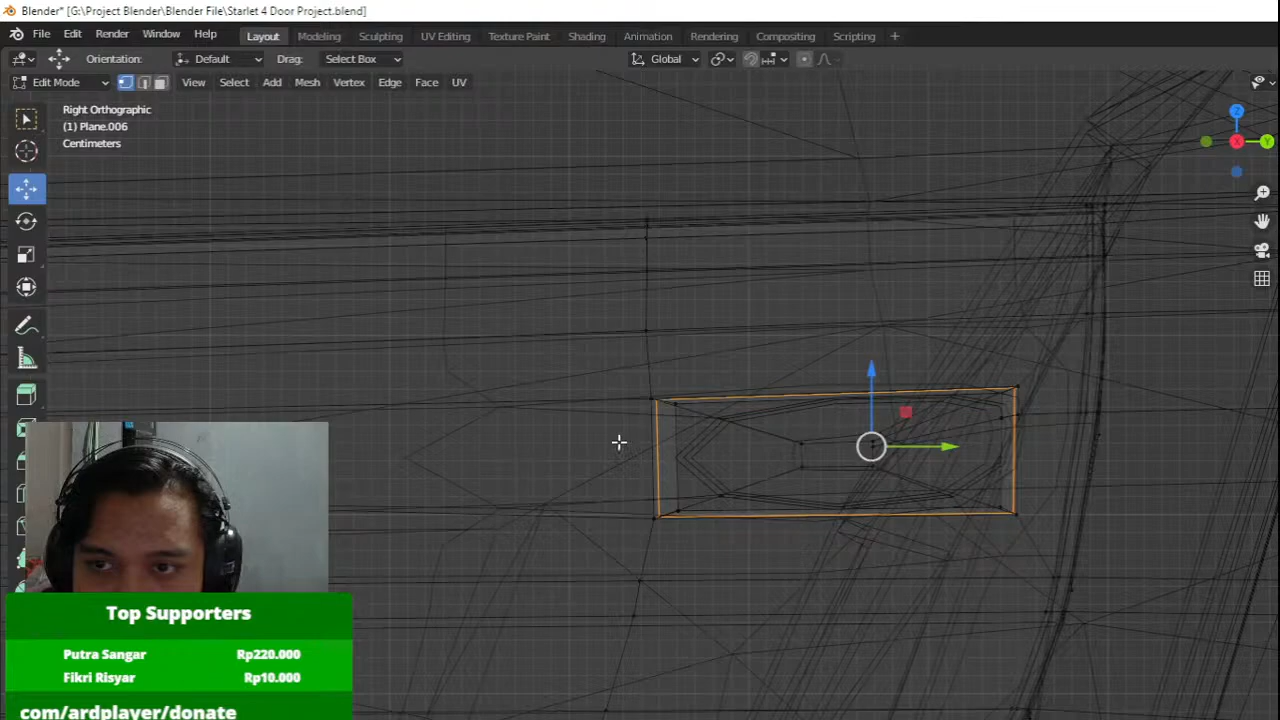 Blender* [G:\Project Blender\Blender File\Starlet 4 Door Project.blend]
File Edit Render Window Help Layout Modeling Sculpting UV Editing Texture Paint Shading Animation Rendering Compositing Scripting +
Orientation: Default Drag: Select Box Global
Edit Mode View Select Add Mesh Vertex Edge Face UV
Right Orthographic
(1) Plane.006
Centimeters
Z
X
Y
Top Supporters
Putra Sangar Rp220.000
Fikri Risyar Rp10.000
com/ardplayer/donate